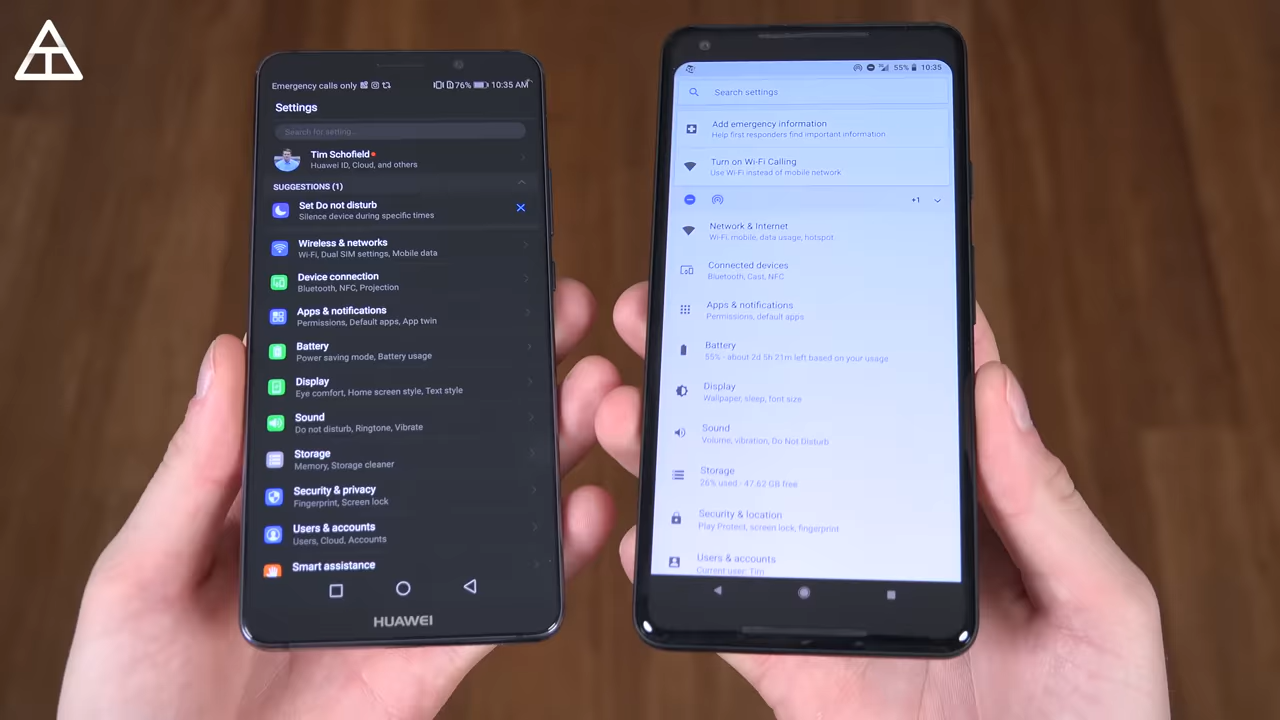 Emergency calls only
76% 10:35 AM
Settings
Search for setting...
Tim Schofield
Huawei ID, Cloud, and others
SUGGESTIONS (1)
Set Do not disturb
Silence device during specific times
Wireless & networks
Wi-Fi, Dual SIM settings, Mobile data
Device connection
Bluetooth, NFC, Projection
Apps & notifications
Permissions, Default apps, App twin
Battery
Power saving mode, Battery usage
Display
Eye comfort, Home screen style, Text style
Sound
Do not disturb, Ringtone, Vibrate
Storage
Memory, Storage cleaner
Security & privacy
Fingerprint, Screen lock
Users & accounts
Users, Cloud, Accounts
Smart assistance
HUAWEI
55% 10:35
Search settings
Add emergency information
Help first responders find important information
Turn on Wi-Fi Calling
Use Wi-Fi instead of mobile network
+1
Network & Internet
Wi-Fi, mobile, data usage, hotspot
Connected devices
Bluetooth, Cast, NFC
Apps & notifications
Permissions, default apps
Battery
55% - about 2d 5h 21m left based on your usage
Display
Wallpaper, sleep, font size
Sound
Volume, vibration, Do Not Disturb
Storage
26% used - 47.62 GB free
Security & location
Play Protect, screen lock, fingerprint
Users & accounts
Current user: Tim